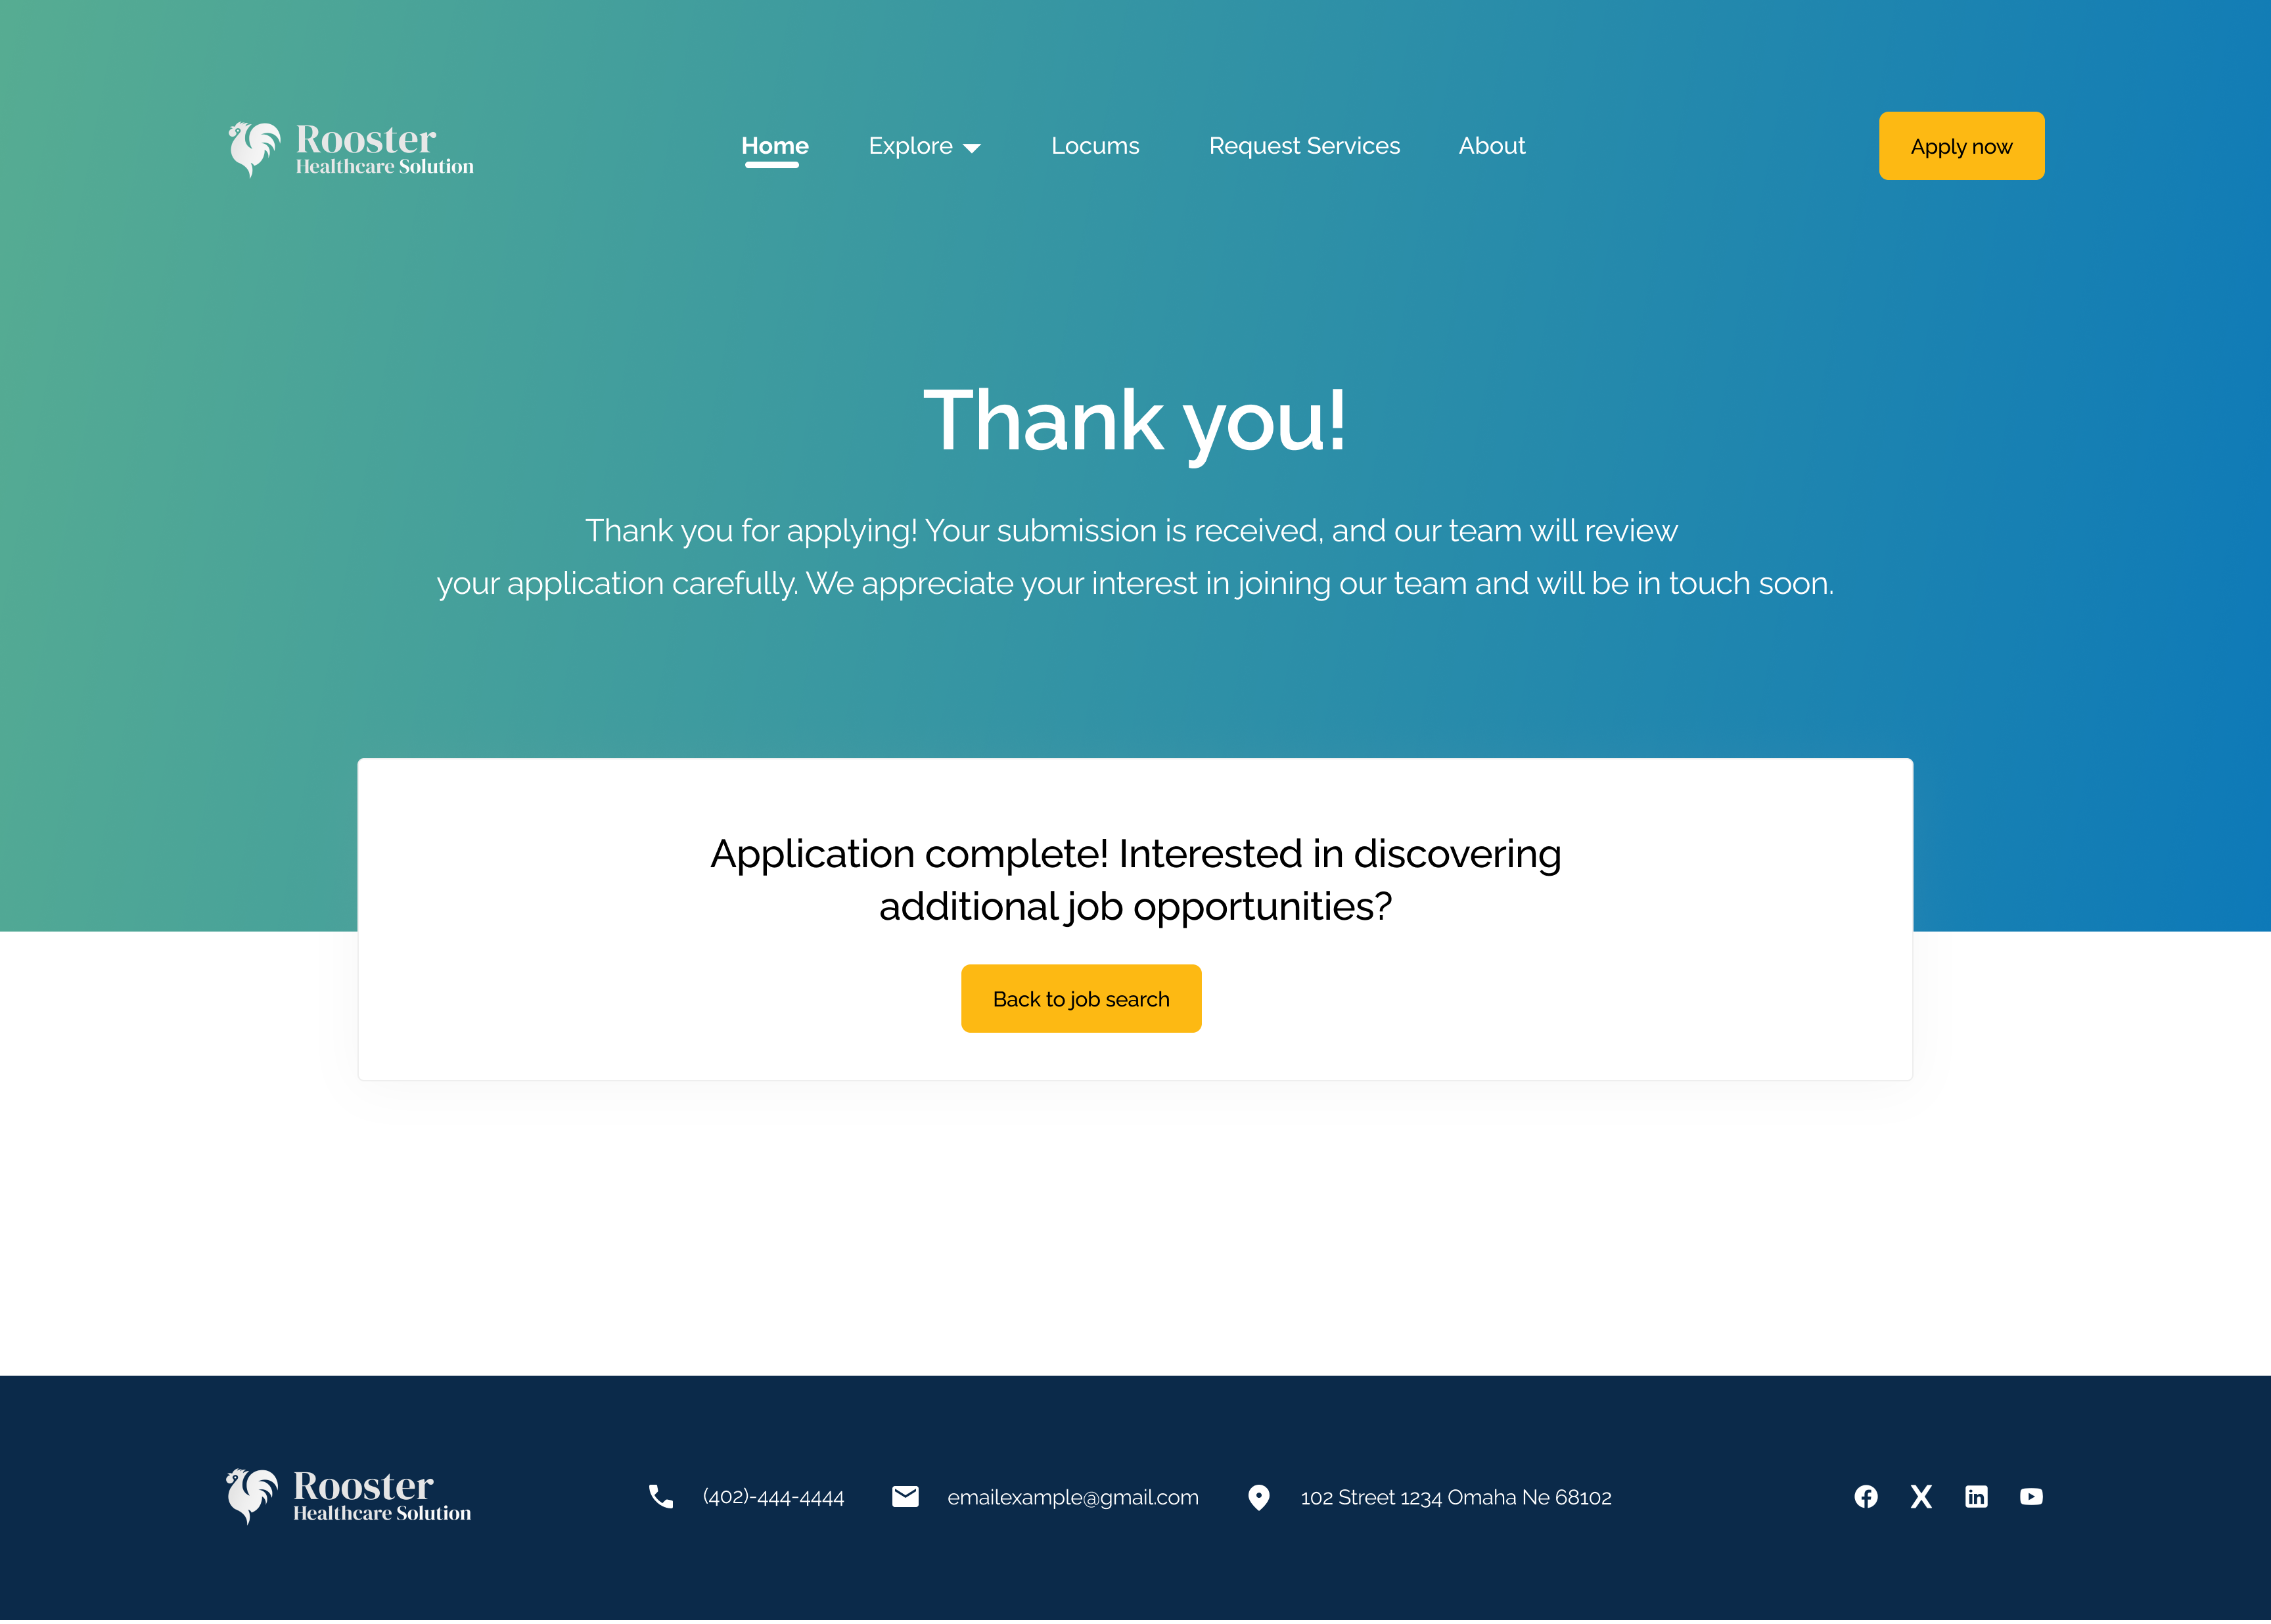 Rooster
Healthcare Solution
Home
Explore
Locums
Request Services
About
Apply now
Thank you!
Thank you for applying! Your submission is received, and our team will review
your application carefully. We appreciate your interest in joining our team and will be in touch soon.
Application complete! Interested in discovering
additional job opportunities?
Back to job search
Rooster
Healthcare Solution
(402)-444-4444
emailexample@gmail.com
102 Street 1234 Omaha Ne 68102